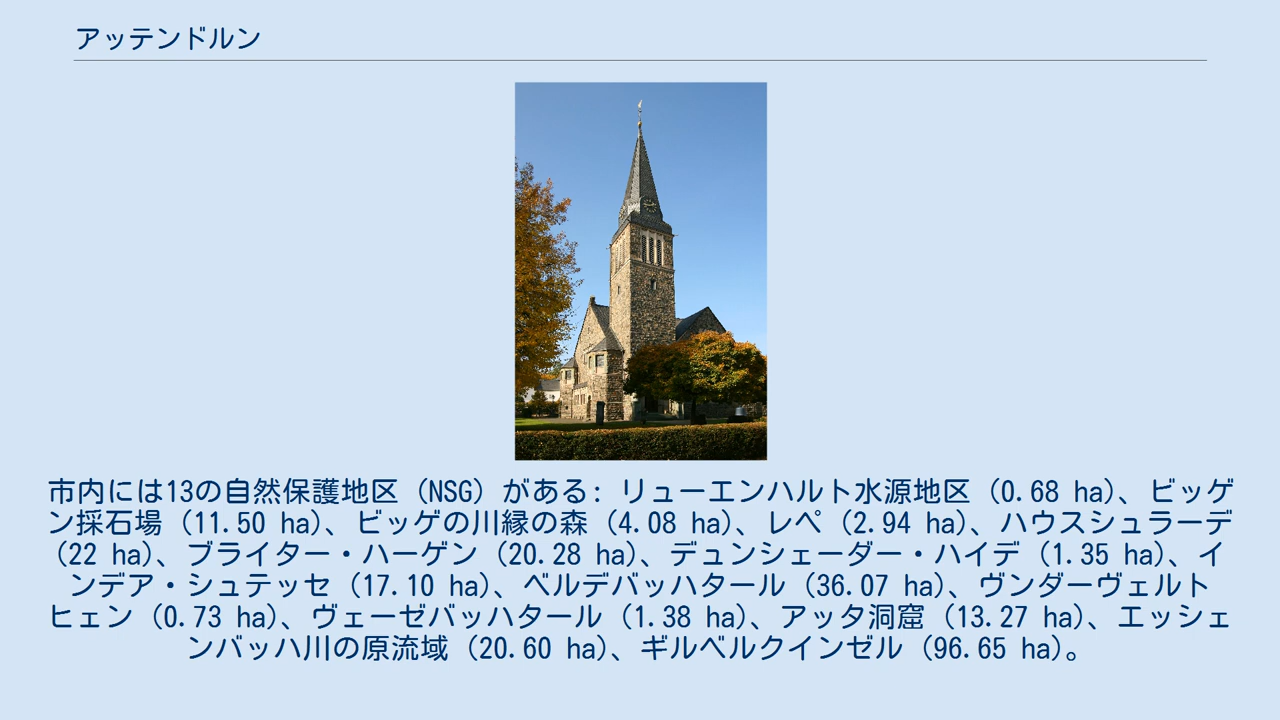 アッテンドルン
市内には13の自然保護地区 (NSG) がある: リューエンハルト水源地区 (0.68 ha)、ビッゲ
ン採石場 (11.50 ha)、ビッゲの川縁の森 (4.08 ha)、レペ (2.94 ha)、ハウスシュラーデ
(22 ha)、ブライター・ハーゲン (20.28 ha)、デュンシェーダー・ハイデ (1.35 ha)、イ
ンデア・シュテッセ (17.10 ha)、ベルデバッハタール (36.07 ha)、ヴンダーヴェルト
ヒェン (0.73 ha)、ヴェーゼバッハタール (1.38 ha)、アッタ洞窟 (13.27 ha)、エッシェ
ンバッハ川の原流域 (20.60 ha)、ギルベルクインゼル (96.65 ha)。